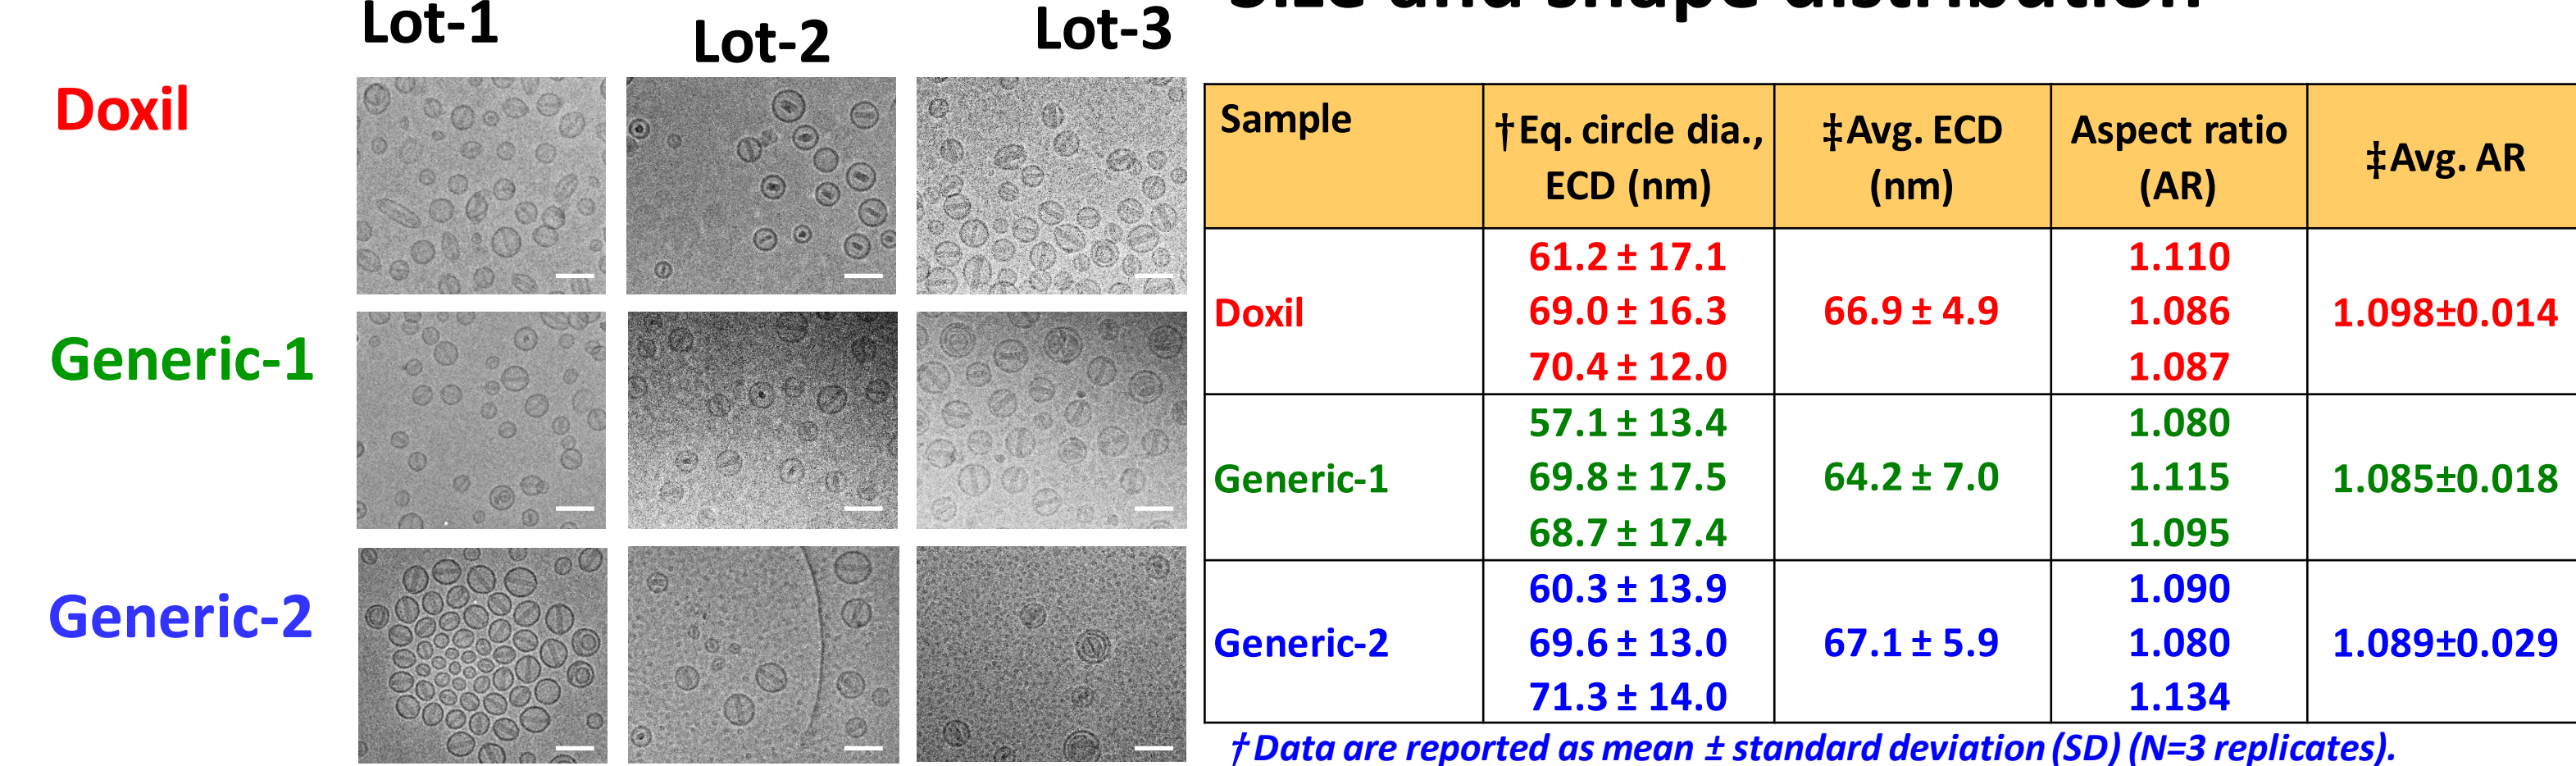 Size and shape distribution
Lot-1
Lot-2
Lot-3
Doxil
Generic-1
Generic-2
Sample
†Eq. circle dia., ECD (nm)
‡Avg. ECD (nm)
Aspect ratio (AR)
‡Avg. AR
Doxil
61.2 ± 17.1
69.0 ± 16.3
70.4 ± 12.0
66.9 ± 4.9
1.110
1.086
1.087
1.098±0.014
Generic-1
57.1 ± 13.4
69.8 ± 17.5
68.7 ± 17.4
64.2 ± 7.0
1.080
1.115
1.095
1.085±0.018
Generic-2
60.3 ± 13.9
69.6 ± 13.0
71.3 ± 14.0
67.1 ± 5.9
1.090
1.080
1.134
1.089±0.029
†Data are reported as mean ± standard deviation (SD) (N=3 replicates).